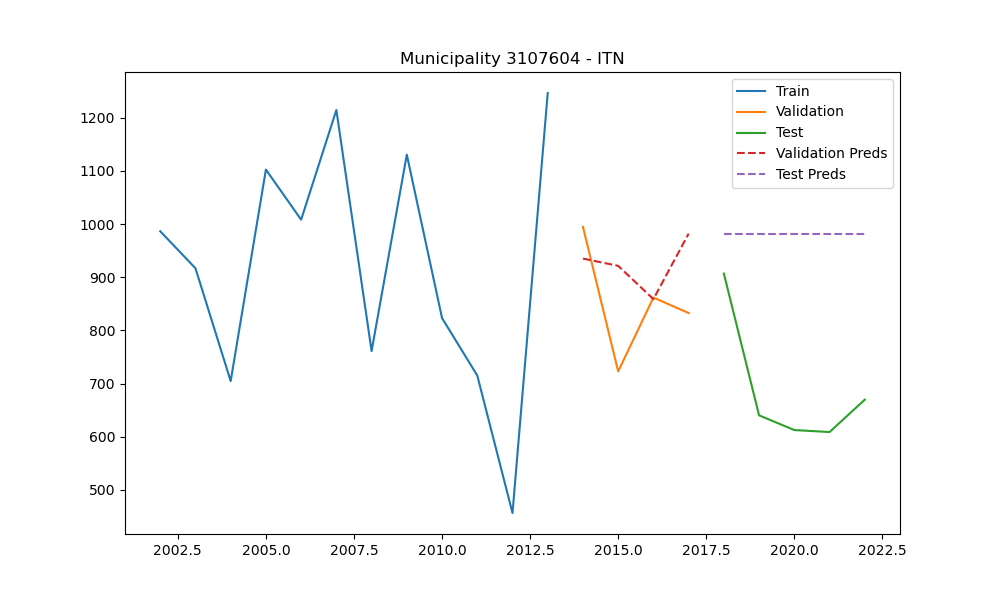 Municipality 3107604 - ITN
Train
Validation
Test
Validation Preds
Test Preds
1200
1100
1000
900
800
700
600
500
2002.5 2005.0 2007.5 2010.0 2012.5 2015.0 2017.5 2020.0 2022.5